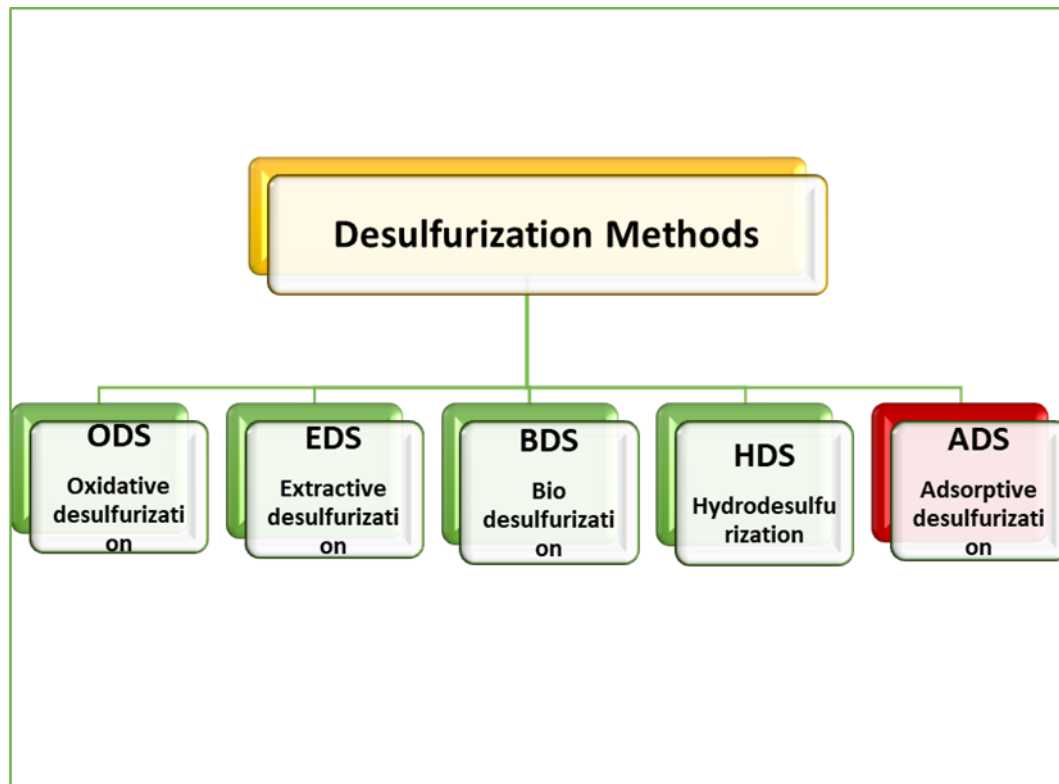 Desulfurization Methods
ODS
Oxidative
desulfurizati
on
EDS
Extractive
desulfurizati
on
BDS
Bio
desulfurizati
on
HDS
Hydrodesulfu
rization
ADS
Adsorptive
desulfurizati
on